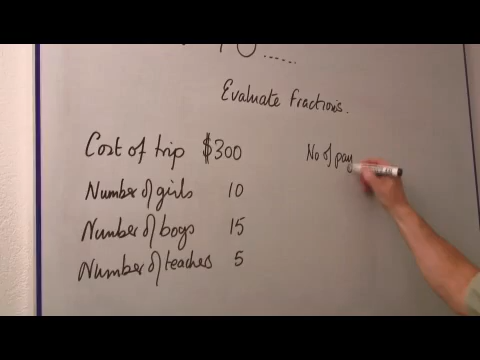 Evaluate fractions.
Cost of trip $300
No of pay
Number of girls 10
Number of boys 15
Number of teachers 5